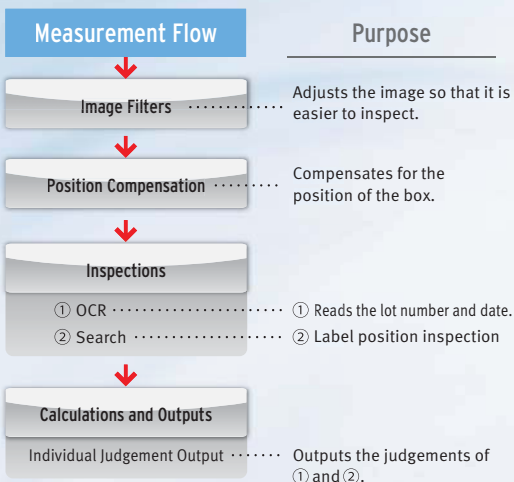 Measurement Flow Purpose
Image Filters ············· Adjusts the image so that it is
easier to inspect.
Position Compensation ········· Compensates for the
position of the box.
Inspections
① OCR ······················ ① Reads the lot number and date.
② Search ··················· ② Label position inspection
Calculations and Outputs
Individual Judgement Output ······· Outputs the judgements of
① and ②.